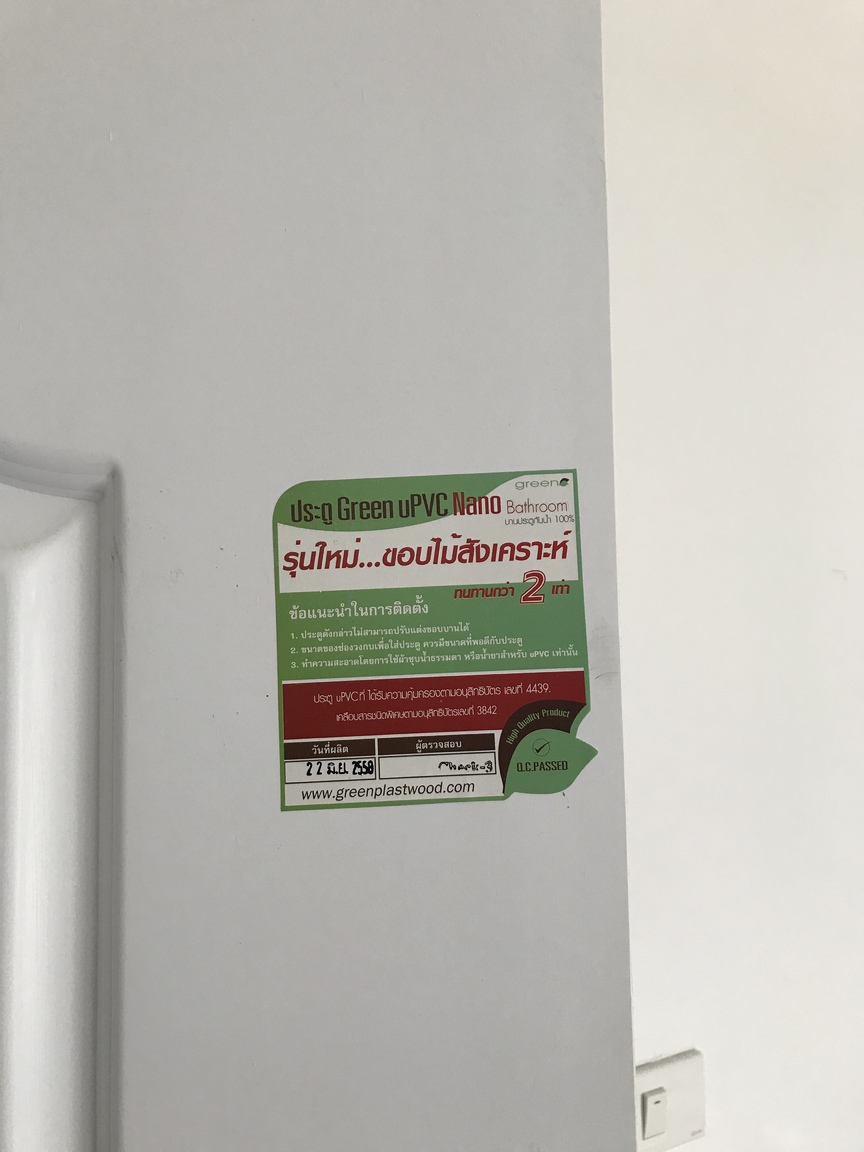 green
ประตู Green uPVC Nano Bathroom
บานประตูกันน้ำ 100%
รุ่นใหม่...ขอบไม้สังเคราะห์
ทนทานกว่า 2 เท่า
ข้อแนะนำในการติดตั้ง
1. ประตูดังกล่าวไม่สามารถปรับแต่งขอบบานได้
2. ขนาดของช่องวงกบเพื่อใส่ประตู ควรมีขนาดที่พอดีกับประตู
3. ทำความสะอาดโดยการใช้ผ้าชุบน้ำธรรมดา หรือน้ำยาสำหรับ uPVC เท่านั้น
ประตู uPVC ที่ ได้รับความคุ้มครองตามอนุสิทธิบัตร เลขที่ 4439.
เคลือบสารชนิดพิเศษตามอนุสิทธิบัตรเลขที่ 3842
High Quality Product
Q.C.PASSED
วันที่ผลิต ผู้ตรวจสอบ
22 มิ.ย. 2558 Check-3
www.greenplastwood.com